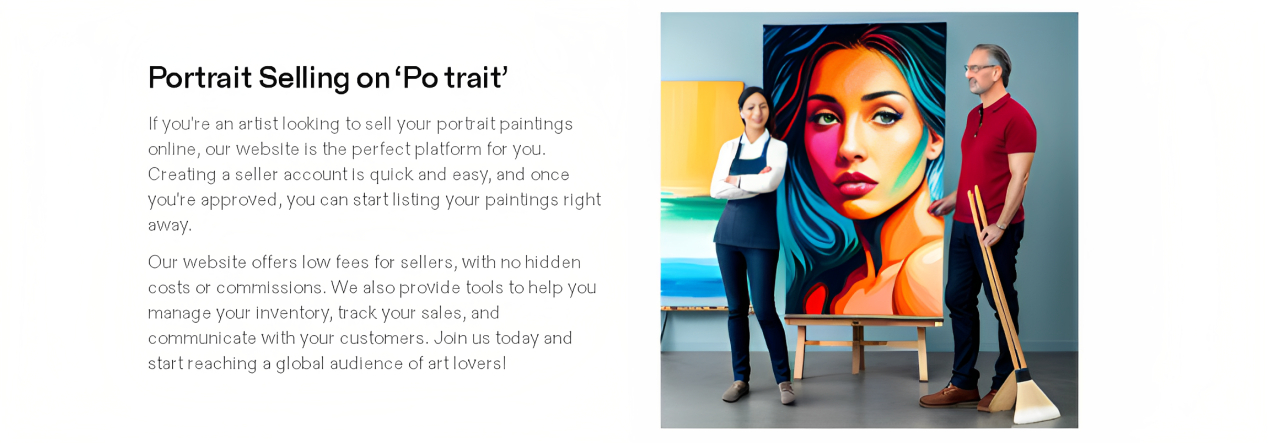 Portrait Selling on ‘Po trait’
If you're an artist looking to sell your portrait paintings
online, our website is the perfect platform for you.
Creating a seller account is quick and easy, and once
you're approved, you can start listing your paintings right
away.
Our website offers low fees for sellers, with no hidden
costs or commissions. We also provide tools to help you
manage your inventory, track your sales, and
communicate with your customers. Join us today and
start reaching a global audience of art lovers!